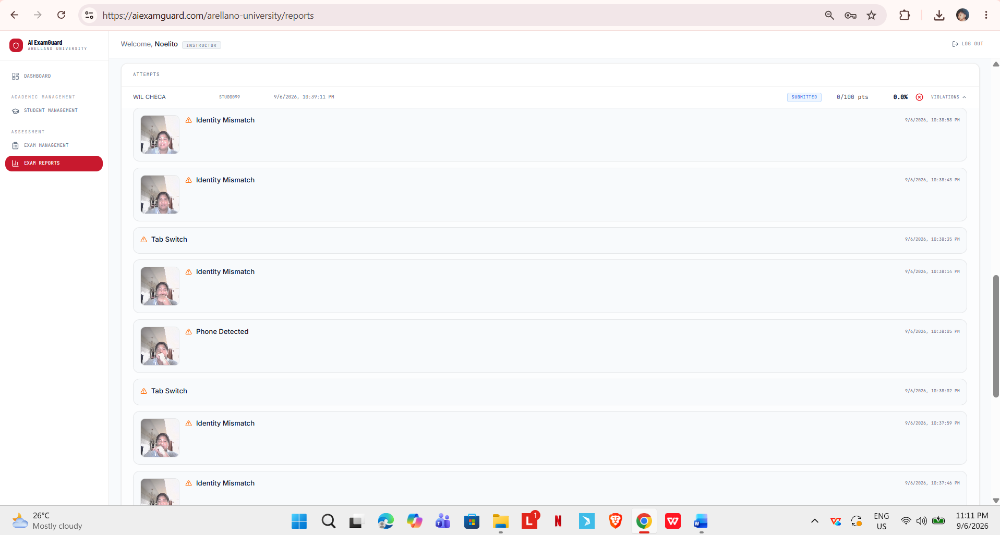 https://aiexamguard.com/arellano-university/reports
AI ExamGuard
ARELLANO UNIVERSITY
Welcome, Noelito INSTRUCTOR
LOG OUT
DASHBOARD
ACADEMIC MANAGEMENT
STUDENT MANAGEMENT
ASSESSMENT
EXAM MANAGEMENT
EXAM REPORTS
ATTEMPTS
WIL CHECA STU00099 9/6/2026, 10:39:11 PM SUBMITTED 0/100 pts 0.0% VIOLATIONS
Identity Mismatch 9/6/2026, 10:38:58 PM
Identity Mismatch 9/6/2026, 10:38:43 PM
Tab Switch 9/6/2026, 10:38:35 PM
Identity Mismatch 9/6/2026, 10:38:14 PM
Phone Detected 9/6/2026, 10:38:05 PM
Tab Switch 9/6/2026, 10:38:02 PM
Identity Mismatch 9/6/2026, 10:37:59 PM
Identity Mismatch 9/6/2026, 10:37:46 PM
26°C
Mostly cloudy
L 1
N
W
T
W
ENG
US
11:11 PM
9/6/2026